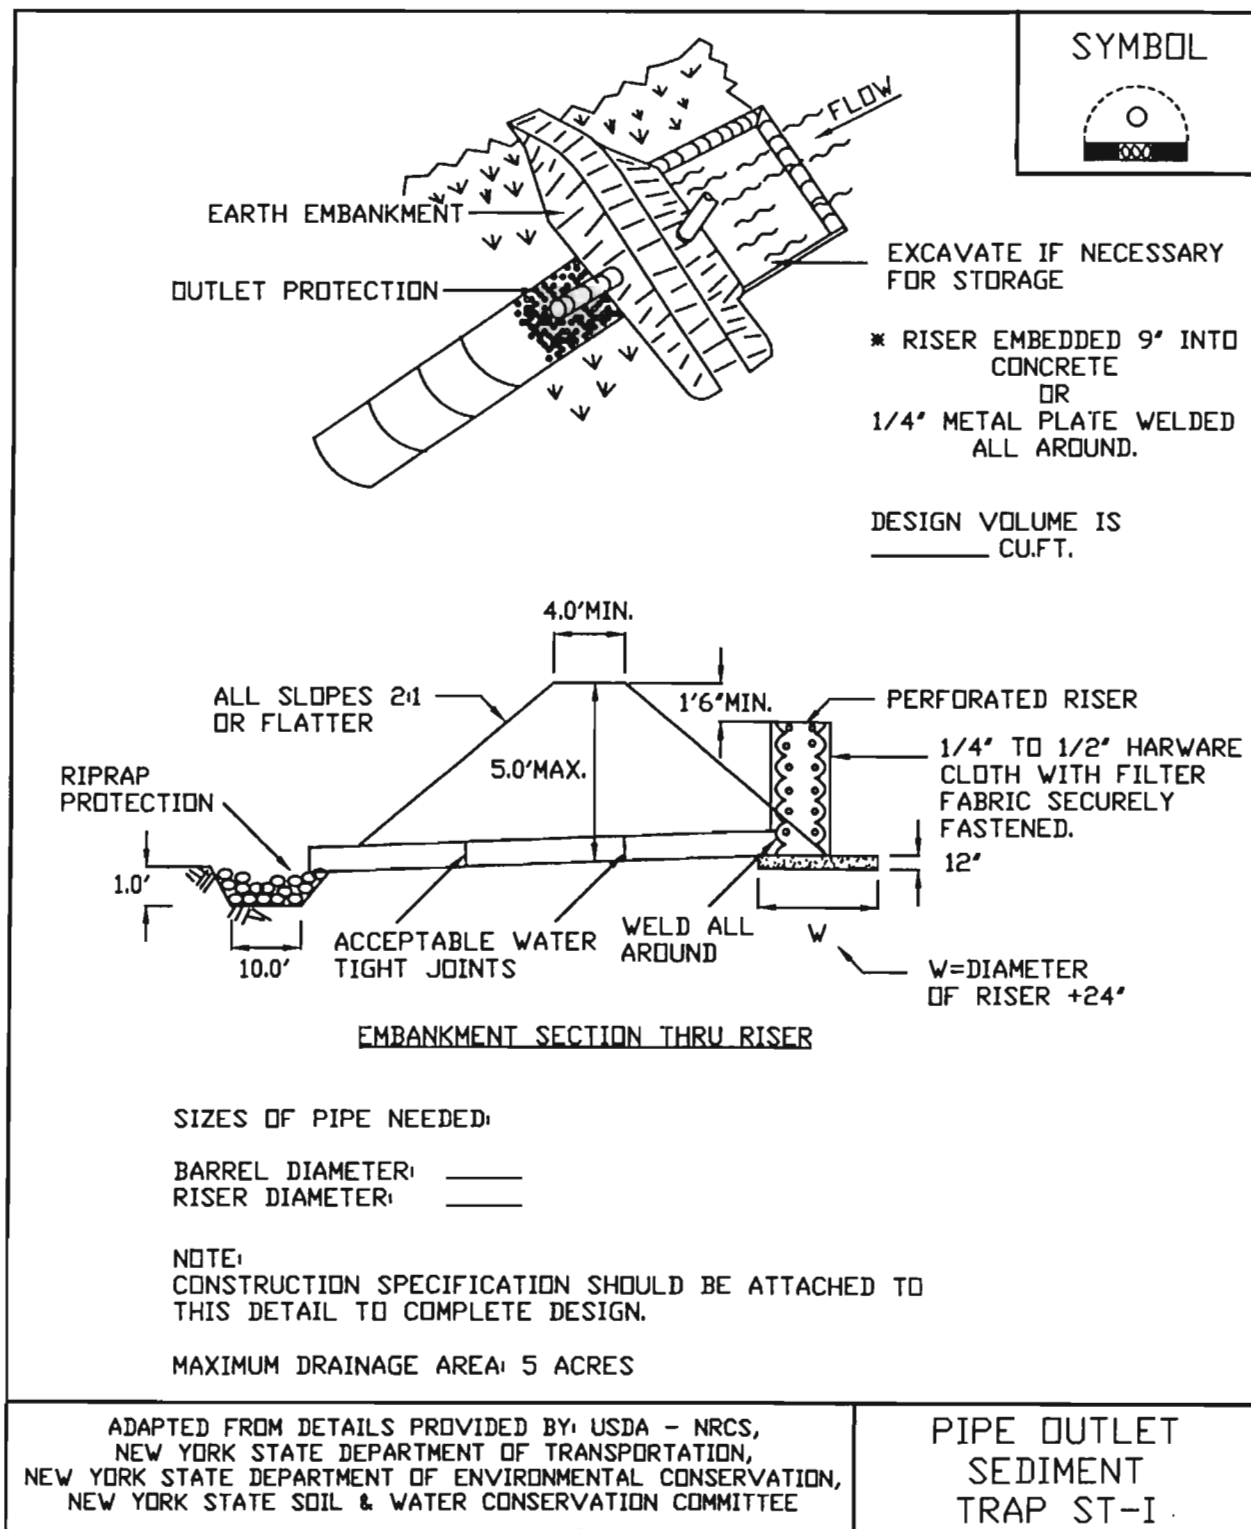 SYMBOL
FLOW
EARTH EMBANKMENT
OUTLET PROTECTION
EXCAVATE IF NECESSARY
FOR STORAGE
* RISER EMBEDDED 9" INTO
CONCRETE
OR
1/4" METAL PLATE WELDED
ALL AROUND.
DESIGN VOLUME IS
________ CU.FT.
4.0'MIN.
ALL SLOPES 2:1
OR FLATTER
1'6"MIN.
PERFORATED RISER
5.0'MAX.
1/4" TO 1/2" HARWARE
CLOTH WITH FILTER
FABRIC SECURELY
FASTENED.
RIPRAP
PROTECTION
1.0'
12"
10.0'
ACCEPTABLE WATER
TIGHT JOINTS
WELD ALL
AROUND
W
W=DIAMETER
OF RISER +24"
EMBANKMENT SECTION THRU RISER
SIZES OF PIPE NEEDED:
BARREL DIAMETER: _____
RISER DIAMETER: _____
NOTE:
CONSTRUCTION SPECIFICATION SHOULD BE ATTACHED TO
THIS DETAIL TO COMPLETE DESIGN.
MAXIMUM DRAINAGE AREA: 5 ACRES
ADAPTED FROM DETAILS PROVIDED BY: USDA - NRCS,
NEW YORK STATE DEPARTMENT OF TRANSPORTATION,
NEW YORK STATE DEPARTMENT OF ENVIRONMENTAL CONSERVATION,
NEW YORK STATE SOIL & WATER CONSERVATION COMMITTEE
PIPE OUTLET
SEDIMENT
TRAP ST-I